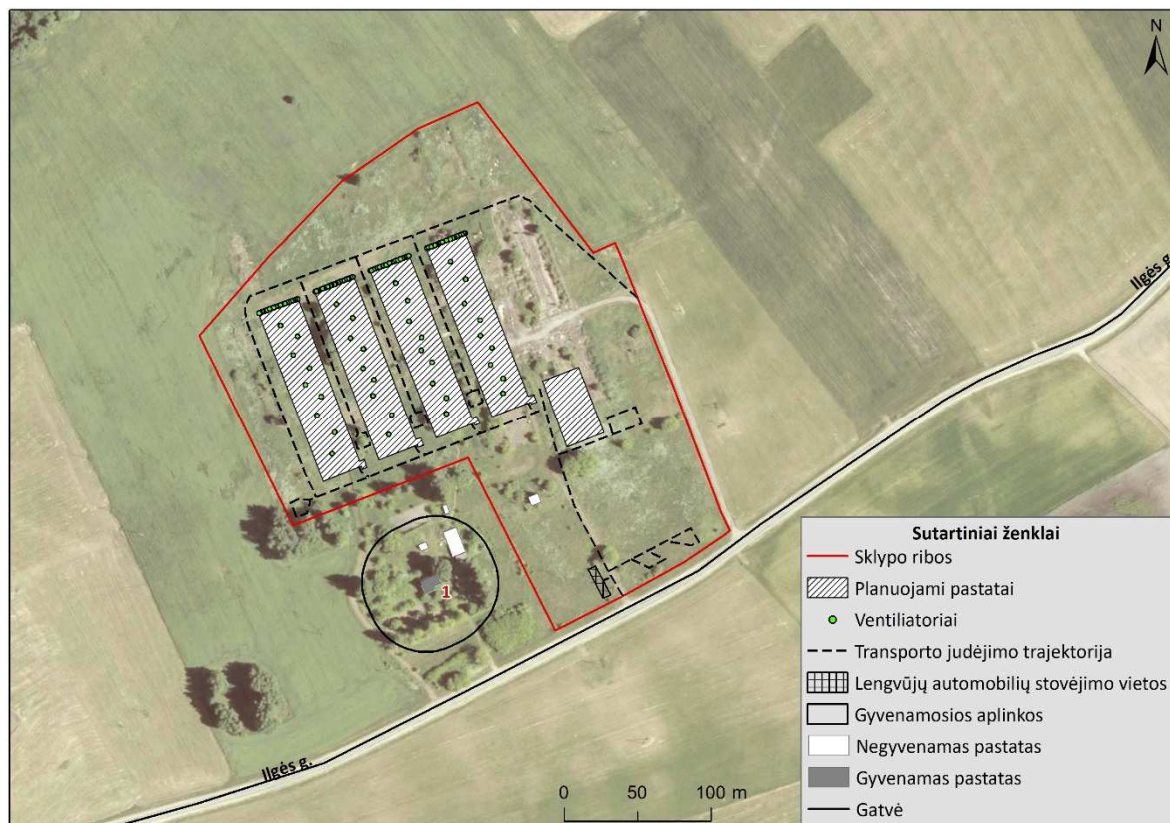 N
Ilgės g.
1
Ilgės g.
0 50 100 m
Sutartiniai ženklai
Sklypo ribos
Planuojami pastatai
Ventiliatoriai
Transporto judėjimo trajektorija
Lengvūjų automobilių stovėjimo vietos
Gyvenamosios aplinkos
Negyvenamas pastatas
Gyvenamas pastatas
Gatvė